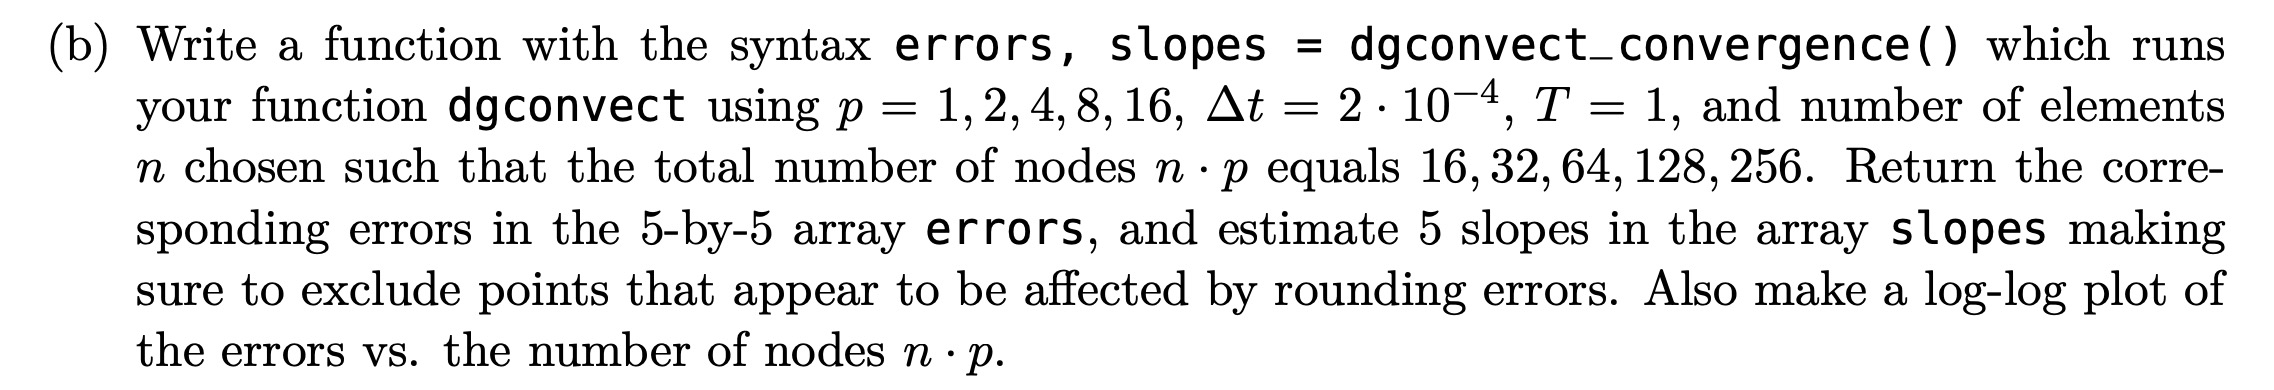 (b) Write a function with the syntax errors, slopes = dgconvect_convergence() which runs
your function dgconvect using p = 1, 2, 4, 8, 16, Δt = 2 · 10⁻⁴, T = 1, and number of elements
n chosen such that the total number of nodes n · p equals 16, 32, 64, 128, 256. Return the corre-
sponding errors in the 5-by-5 array errors, and estimate 5 slopes in the array slopes making
sure to exclude points that appear to be affected by rounding errors. Also make a log-log plot of
the errors vs. the number of nodes n · p.